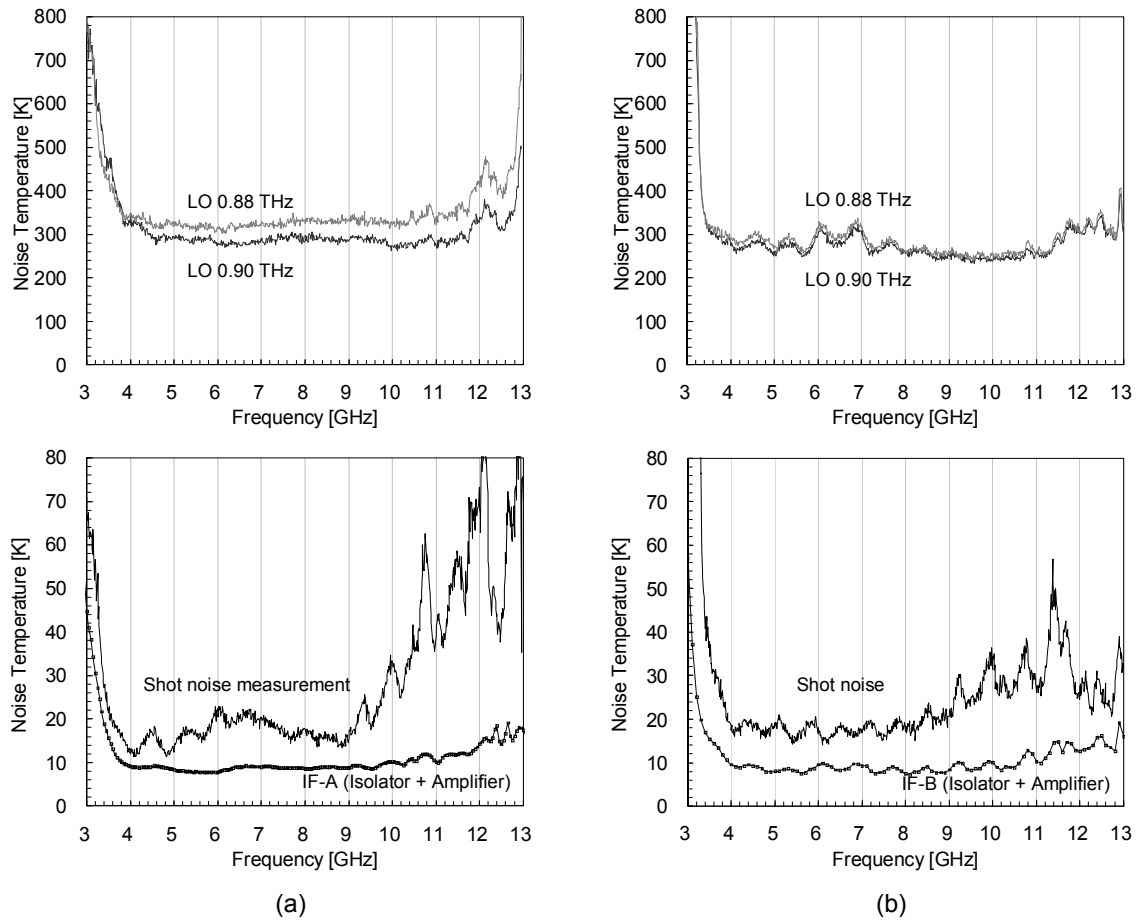 Noise Temperature [K]
800
700
600
500
400
300
200
100
0
LO 0.88 THz
LO 0.90 THz
3 4 5 6 7 8 9 10 11 12 13
Frequency [GHz]
Noise Temperature [K]
800
700
600
500
400
300
200
100
0
LO 0.88 THz
LO 0.90 THz
3 4 5 6 7 8 9 10 11 12 13
Frequency [GHz]
Noise Temperature [K]
80
70
60
50
40
30
20
10
0
Shot noise measurement
IF-A (Isolator + Amplifier)
3 4 5 6 7 8 9 10 11 12 13
Frequency [GHz]
(a)
Noise Temperature [K]
80
70
60
50
40
30
20
10
0
Shot noise
IF-B (Isolator + Amplifier)
3 4 5 6 7 8 9 10 11 12 13
Frequency [GHz]
(b)